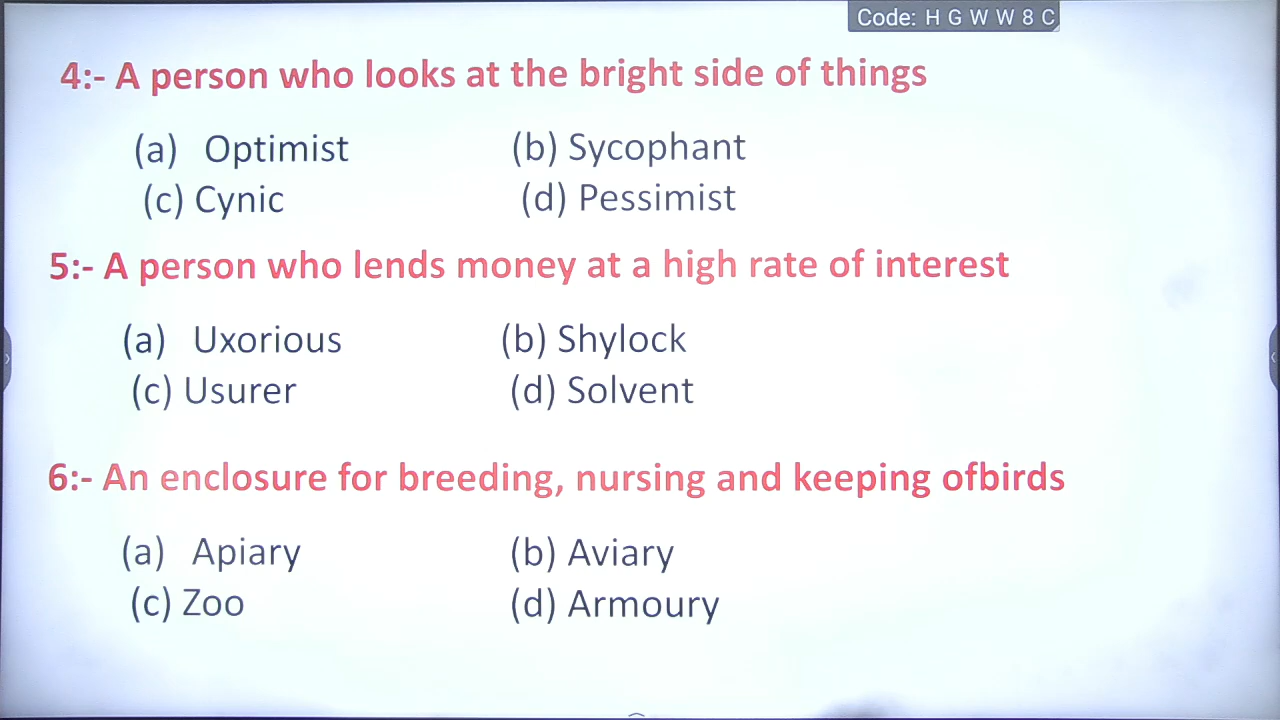 Code: H G W W 8 C
4:- A person who looks at the bright side of things
(a) Optimist (b) Sycophant
(c) Cynic (d) Pessimist
5:- A person who lends money at a high rate of interest
(a) Uxorious (b) Shylock
(c) Usurer (d) Solvent
6:- An enclosure for breeding, nursing and keeping ofbirds
(a) Apiary (b) Aviary
(c) Zoo (d) Armoury